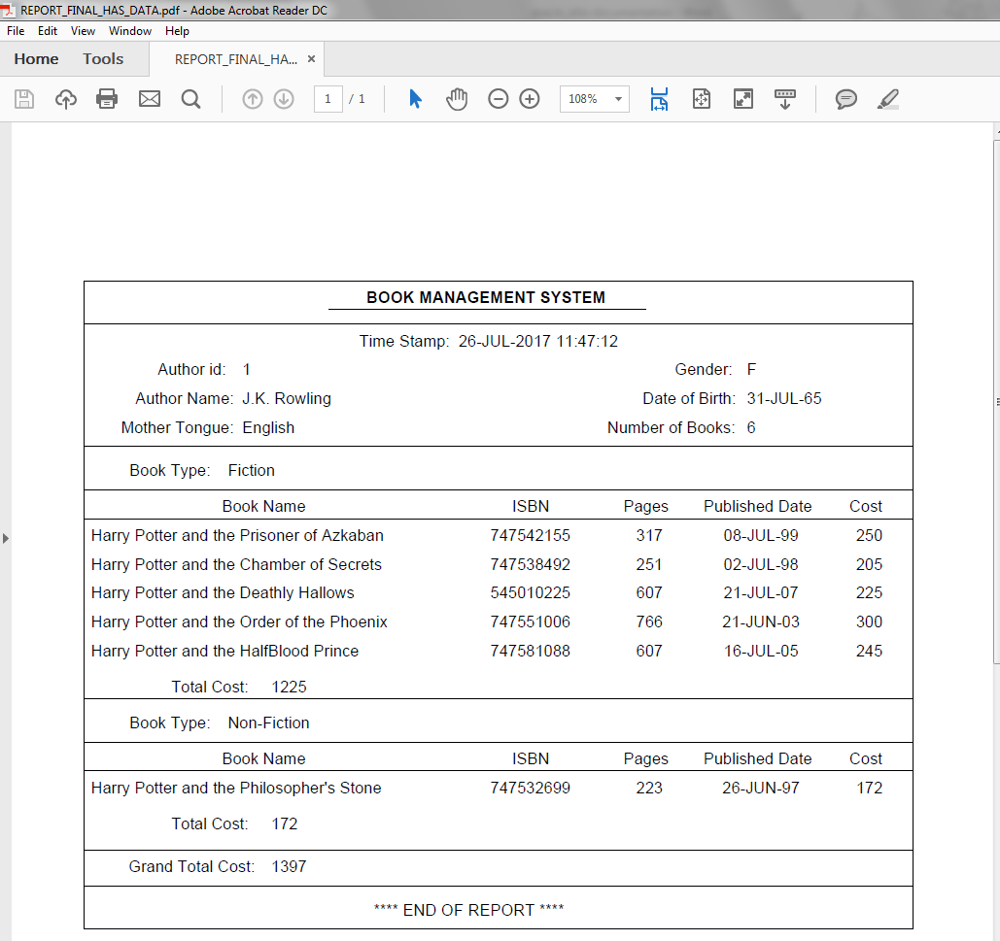 REPORT_FINAL_HAS_DATA.pdf - Adobe Acrobat Reader DC
File Edit View Window Help
Home Tools REPORT_FINAL_HA... ×
1 / 1 108%
BOOK MANAGEMENT SYSTEM
Time Stamp: 26-JUL-2017 11:47:12
Author id: 1 Gender: F
Author Name: J.K. Rowling Date of Birth: 31-JUL-65
Mother Tongue: English Number of Books: 6
Book Type: Fiction
Book Name ISBN Pages Published Date Cost
Harry Potter and the Prisoner of Azkaban 747542155 317 08-JUL-99 250
Harry Potter and the Chamber of Secrets 747538492 251 02-JUL-98 205
Harry Potter and the Deathly Hallows 545010225 607 21-JUL-07 225
Harry Potter and the Order of the Phoenix 747551006 766 21-JUN-03 300
Harry Potter and the HalfBlood Prince 747581088 607 16-JUL-05 245
Total Cost: 1225
Book Type: Non-Fiction
Book Name ISBN Pages Published Date Cost
Harry Potter and the Philosopher's Stone 747532699 223 26-JUN-97 172
Total Cost: 172
Grand Total Cost: 1397
**** END OF REPORT ****